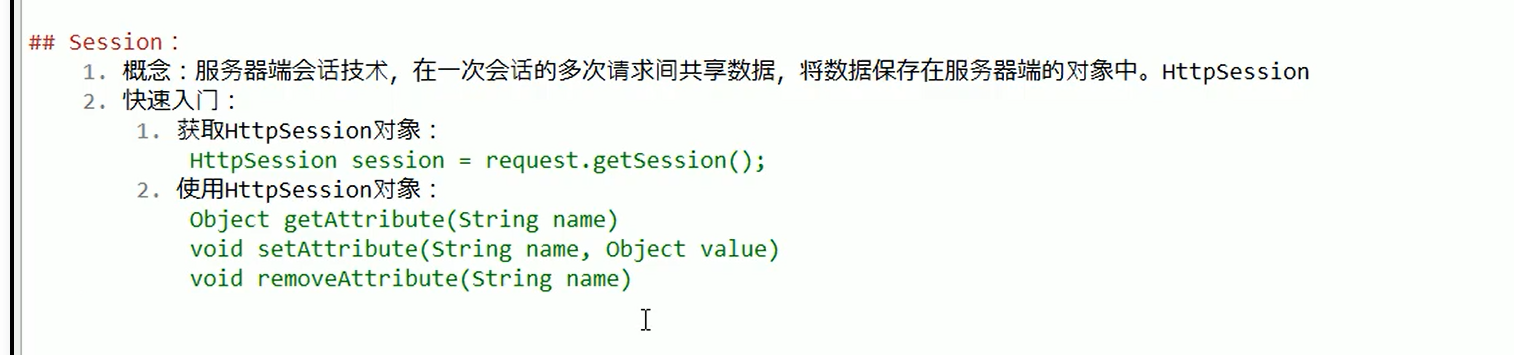 ## Session：
1. 概念：服务器端会话技术，在一次会话的多次请求间共享数据，将数据保存在服务器端的对象中。HttpSession
2. 快速入门：
1. 获取HttpSession对象：
HttpSession session = request.getSession();
2. 使用HttpSession对象：
Object getAttribute(String name)
void setAttribute(String name, Object value)
void removeAttribute(String name)